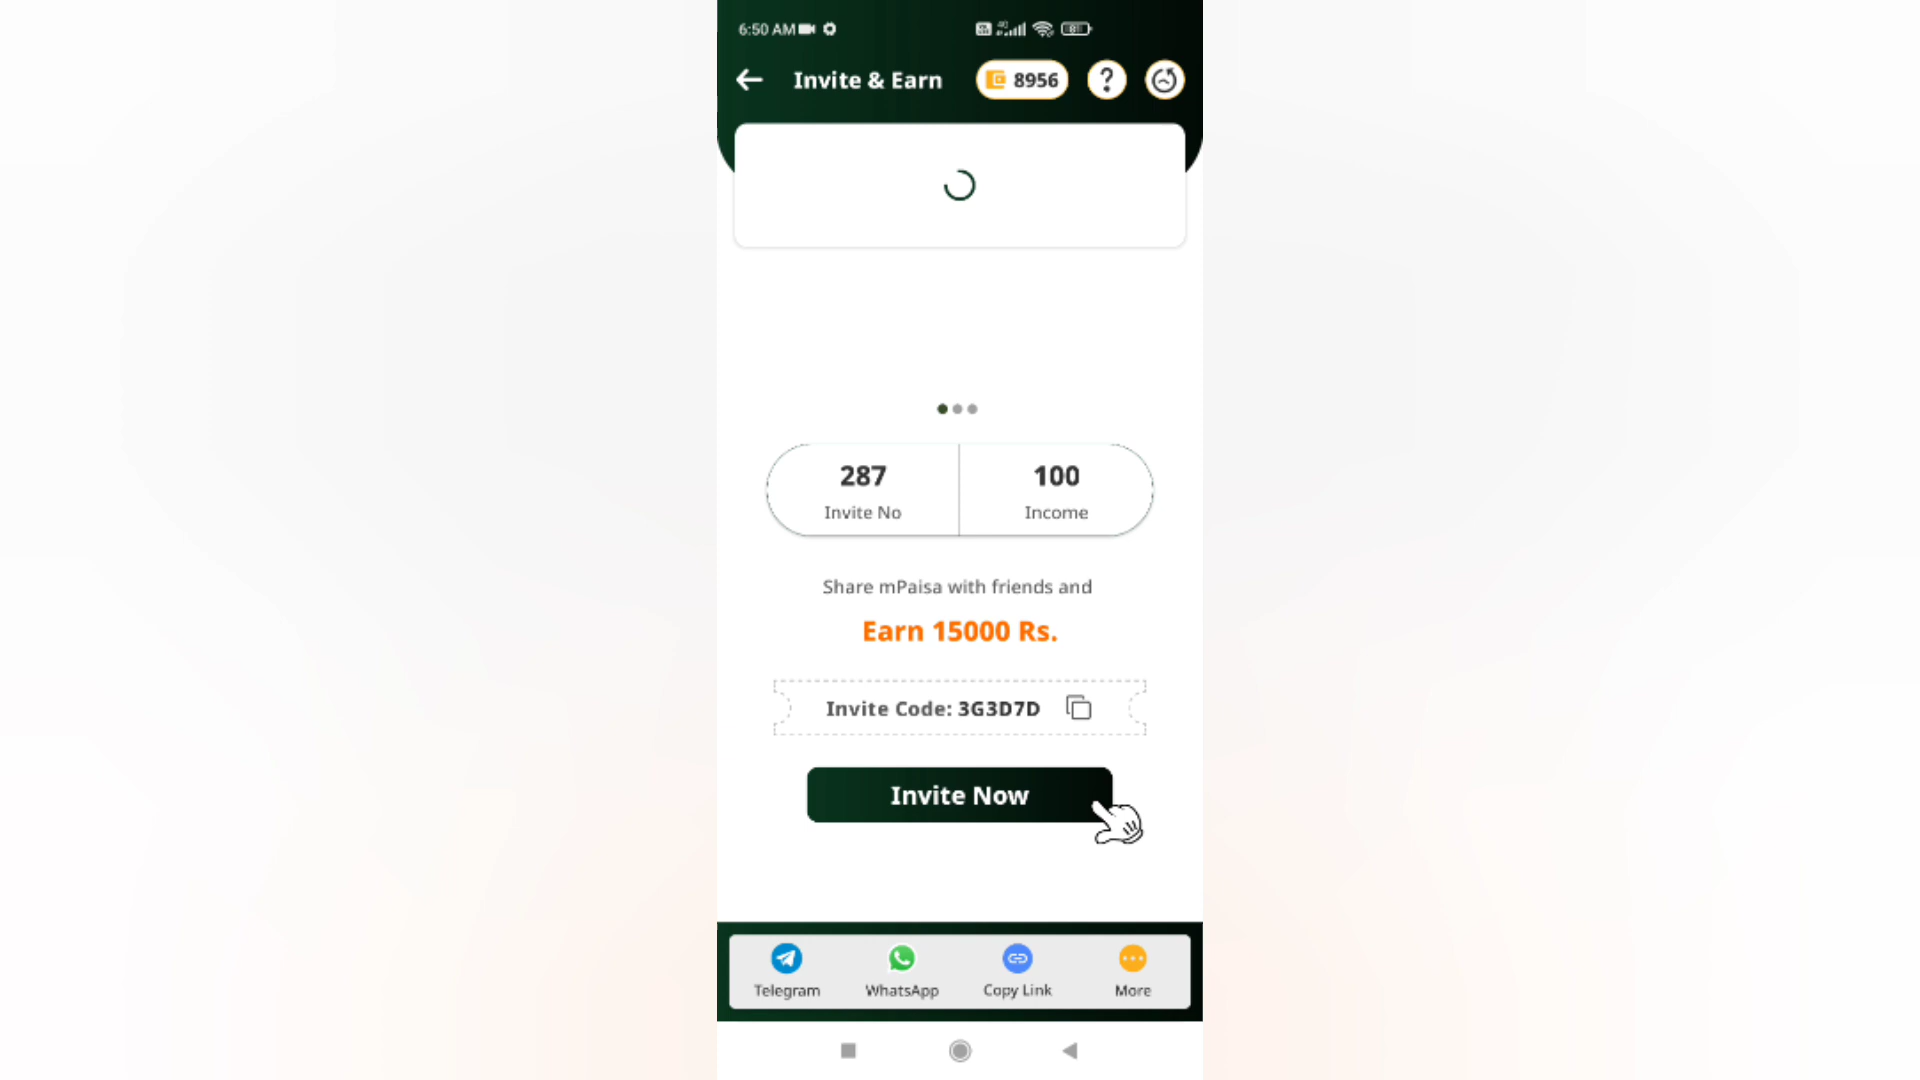 6:50 AM
Invite & Earn
8956
287
Invite No
100
Income
Share mPaisa with friends and
Earn 15000 Rs.
Invite Code: 3G3D7D
Invite Now
Telegram
WhatsApp
Copy Link
More